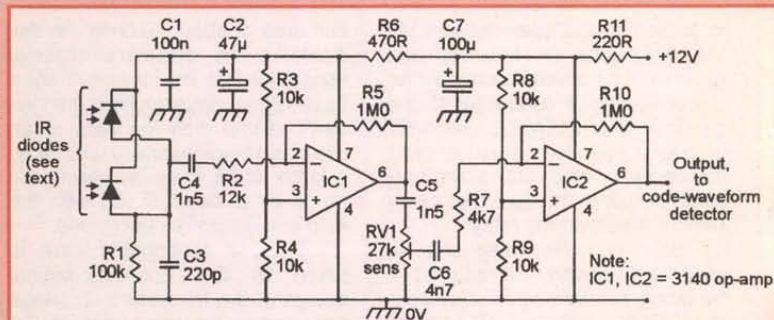 C1
100n
C2
47µ
R6
470R
C7
100µ
R11
220R
+12V
+
+
R3
10k
R5
1M0
R8
10k
R10
1M0
IR
diodes
(see
text)
C4
1n5
R2
12k
2
−
7
IC1
6
3
+
4
C5
1n5
R7
4k7
2
−
7
IC2
6
3
+
4
Output,
to
code-waveform
detector
R1
100k
C3
220p
R4
10k
RV1
27k
sens
C6
4n7
R9
10k
0V
Note:
IC1, IC2 = 3140 op-amp